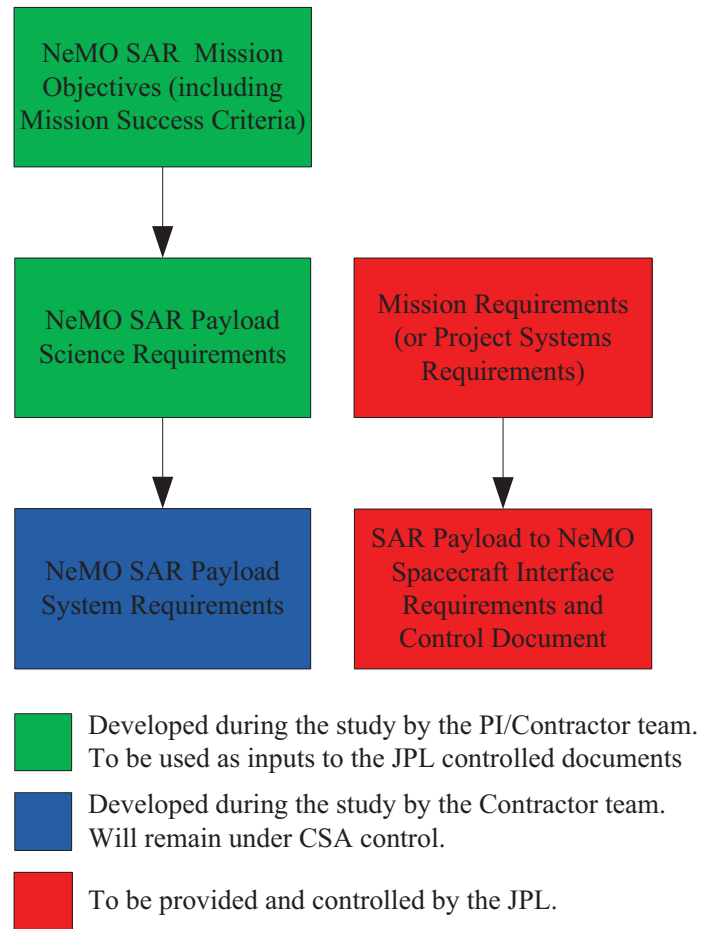 NeMO SAR Mission
Objectives (including
Mission Success Criteria)
NeMO SAR Payload
Science Requirements
Mission Requirements
(or Project Systems
Requirements)
NeMO SAR Payload
System Requirements
SAR Payload to NeMO
Spacecraft Interface
Requirements and
Control Document
Developed during the study by the PI/Contractor team.
To be used as inputs to the JPL controlled documents
Developed during the study by the Contractor team.
Will remain under CSA control.
To be provided and controlled by the JPL.